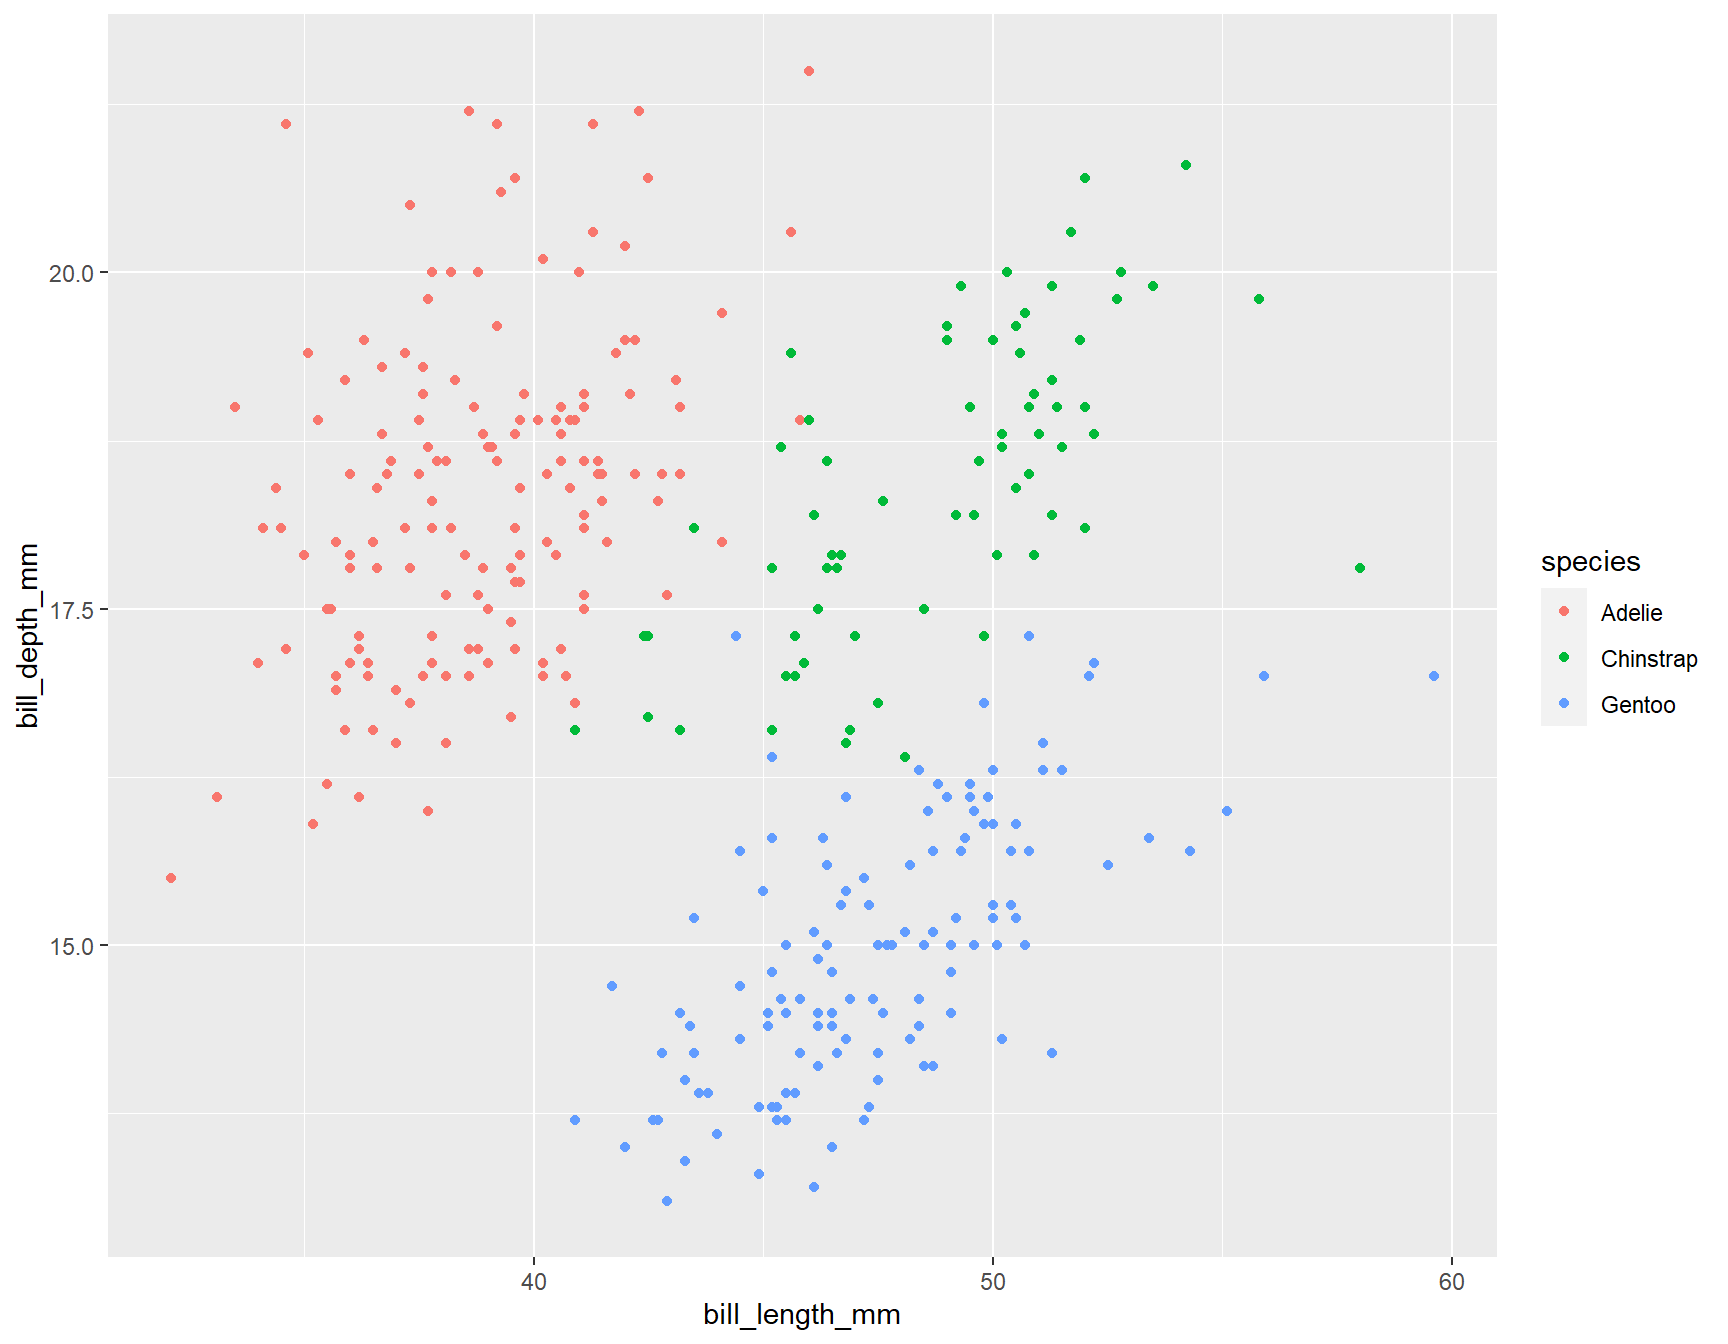 bill_depth_mm
20.0
17.5
15.0
40
50
60
bill_length_mm
species
Adelie
Chinstrap
Gentoo